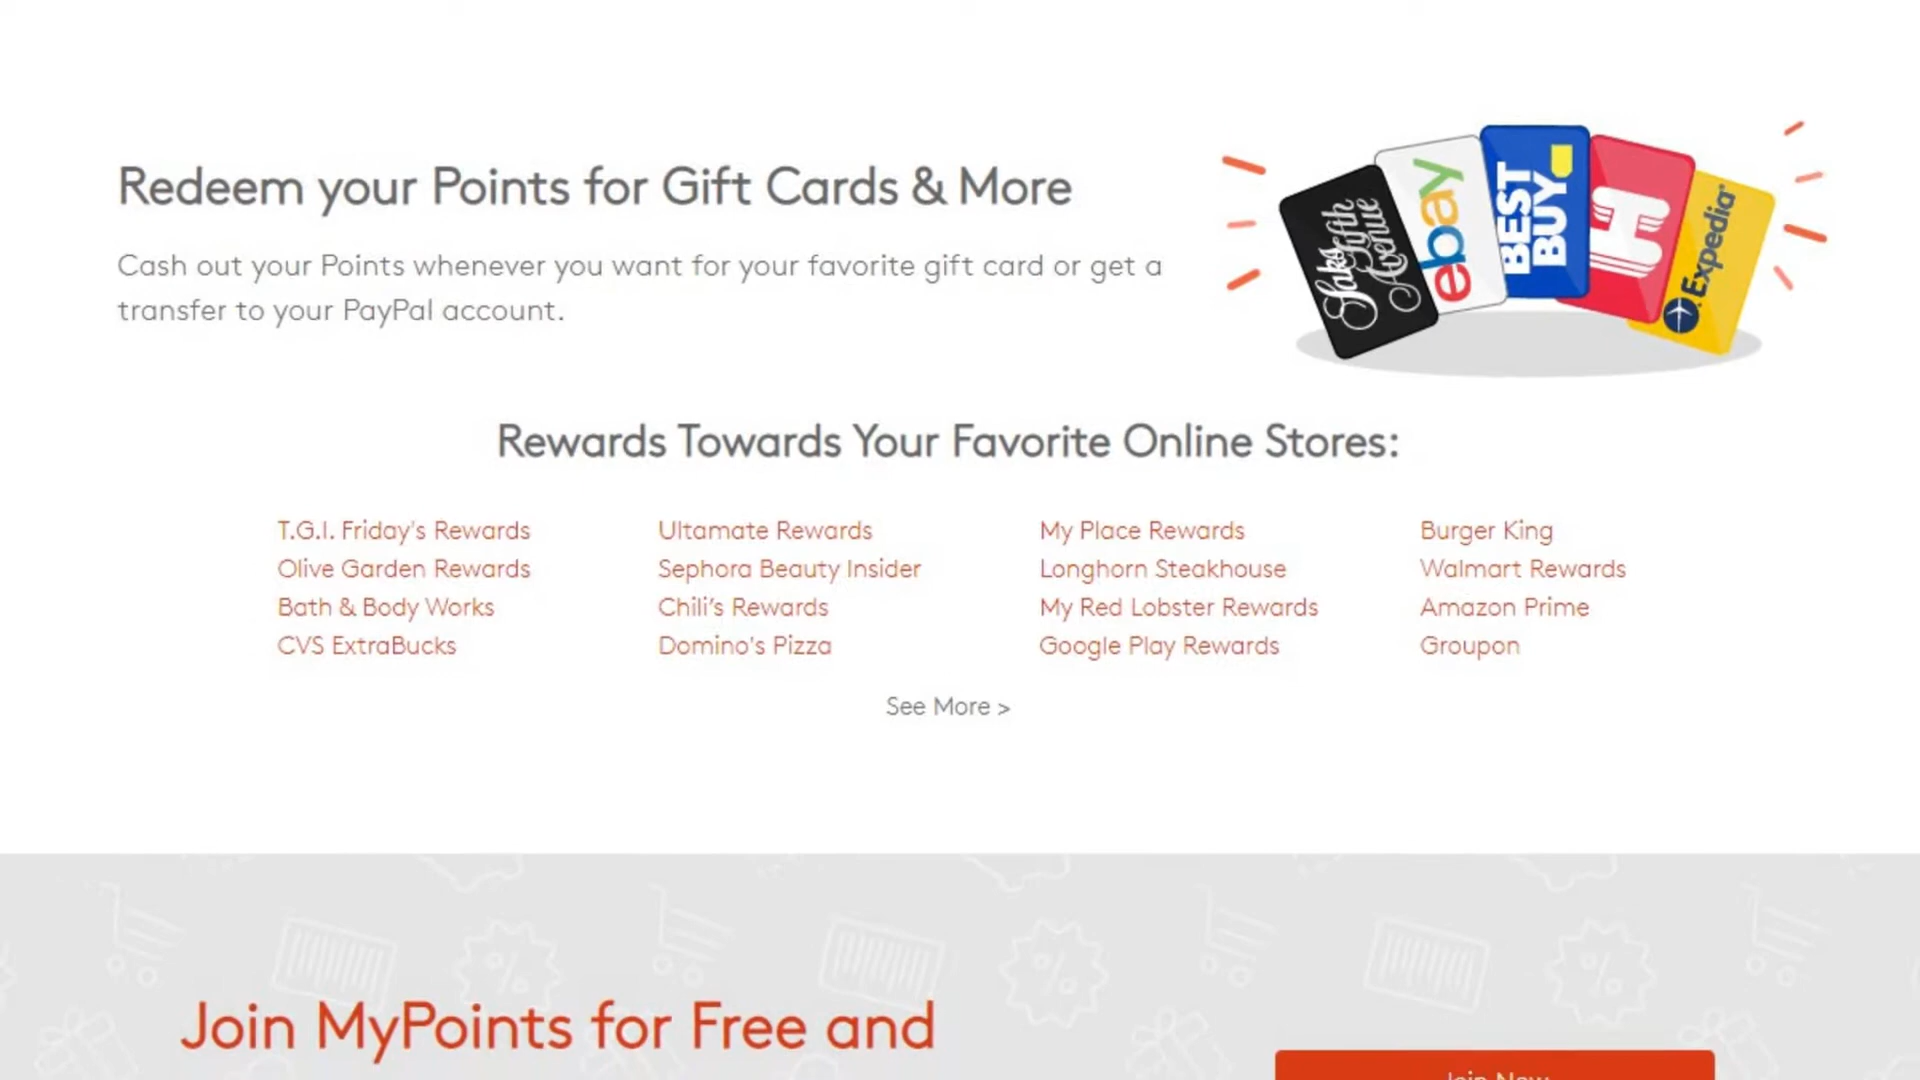 Redeem your Points for Gift Cards & More
Cash out your Points whenever you want for your favorite gift card or get a
transfer to your PayPal account.
Saks Fifth
Avenue
ebay
BEST
BUY
H
Expedia
Rewards Towards Your Favorite Online Stores:
T.G.I. Friday's Rewards
Olive Garden Rewards
Bath & Body Works
CVS ExtraBucks
Ultamate Rewards
Sephora Beauty Insider
Chili’s Rewards
Domino's Pizza
My Place Rewards
Longhorn Steakhouse
My Red Lobster Rewards
Google Play Rewards
Burger King
Walmart Rewards
Amazon Prime
Groupon
See More >
Join MyPoints for Free and
Join Now